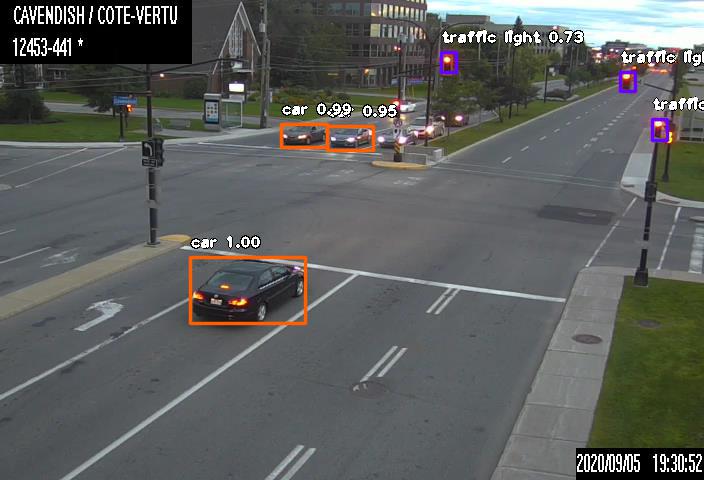 CAVENDISH / COTE-VERTU
12453-441 *
traffic light 0.73
traffic lig
traffic
car 0.99
0.95
car 1.00
2020/09/05 19:30:52